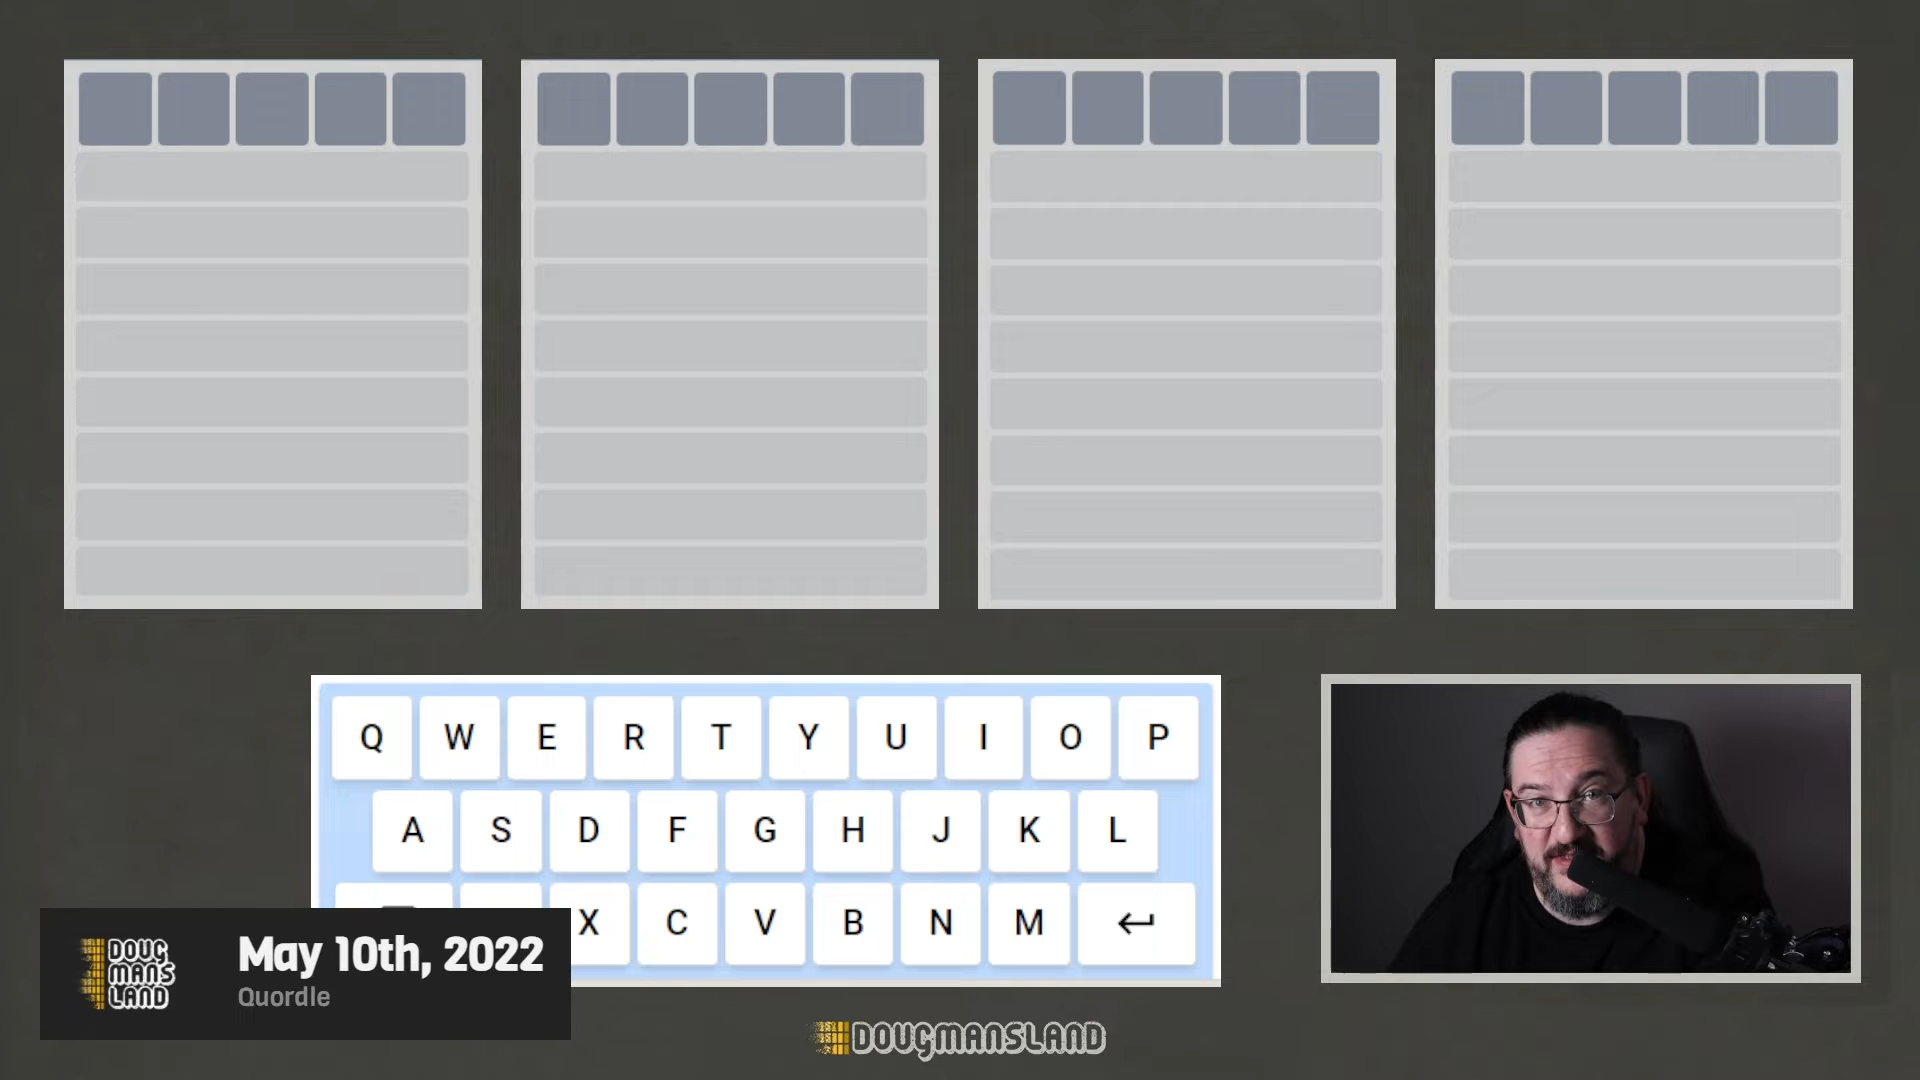 Q W E R T Y U I O P
A S D F G H J K L
X C V B N M
DOUG
MANS
LAND
May 10th, 2022
Quordle
DOUGMANSLAND